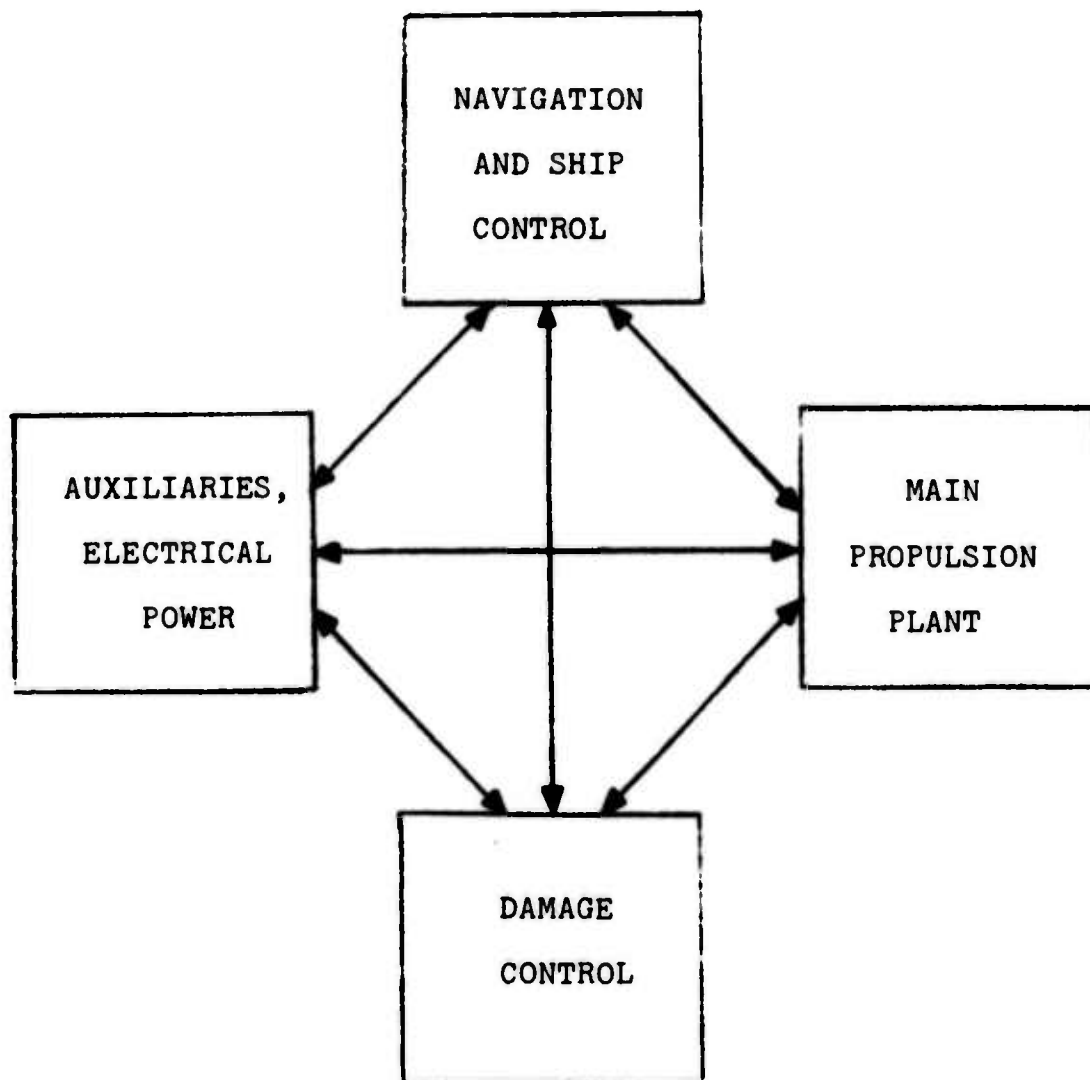 NAVIGATION
AND SHIP
CONTROL
AUXILIARIES,
ELECTRICAL
POWER
MAIN
PROPULSION
PLANT
DAMAGE
CONTROL